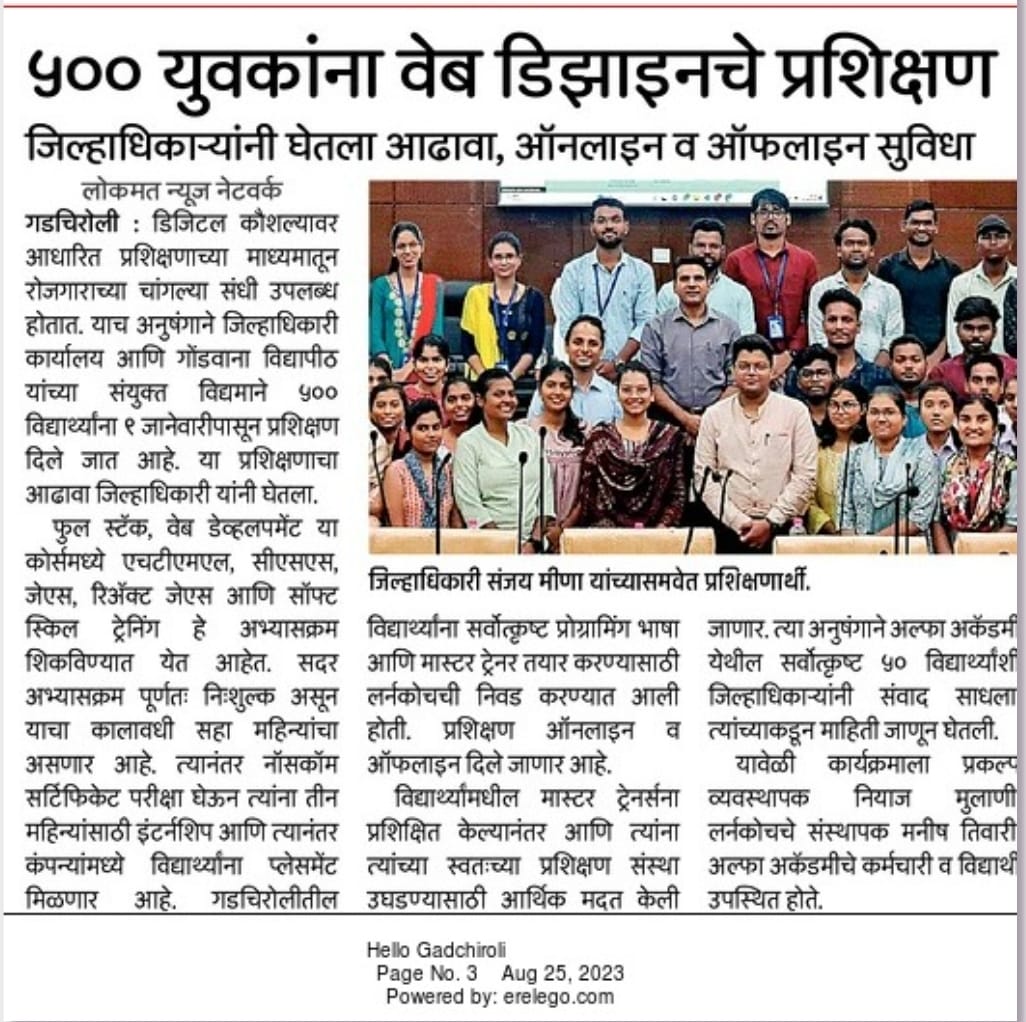 ५०० युवकांना वेब डिझाइनचे प्रशिक्षण
जिल्हाधिकाऱ्यांनी घेतला आढावा, ऑनलाइन व ऑफलाइन सुविधा
लोकमत न्यूज नेटवर्क
गडचिरोली : डिजिटल कौशल्यावर
आधारित प्रशिक्षणाच्या माध्यमातून
रोजगाराच्या चांगल्या संधी उपलब्ध
होतात. याच अनुषंगाने जिल्हाधिकारी
कार्यालय आणि गोंडवाना विद्यापीठ
यांच्या संयुक्त विद्यमाने ५००
विद्यार्थ्यांना ९ जानेवारीपासून प्रशिक्षण
दिले जात आहे. या प्रशिक्षणाचा
आढावा जिल्हाधिकारी यांनी घेतला.
फुल स्टॅक, वेब डेव्हलपमेंट या
कोर्समध्ये एचटीएमएल, सीएसएस,
जेएस, रिॲक्ट जेएस आणि सॉफ्ट
स्किल ट्रेनिंग हे अभ्यासक्रम
शिकविण्यात येत आहेत. सदर
अभ्यासक्रम पूर्णतः निःशुल्क असून
याचा कालावधी सहा महिन्यांचा
असणार आहे. त्यानंतर नॉसकॉम
सर्टिफिकेट परीक्षा घेऊन त्यांना तीन
महिन्यांसाठी इंटर्नशिप आणि त्यानंतर
कंपन्यांमध्ये विद्यार्थ्यांना प्लेसमेंट
मिळणार आहे. गडचिरोलीतील
जिल्हाधिकारी संजय मीणा यांच्यासमवेत प्रशिक्षणार्थी.
विद्यार्थ्यांना सर्वोत्कृष्ट प्रोग्रामिंग भाषा
आणि मास्टर ट्रेनर तयार करण्यासाठी
लर्नकोचची निवड करण्यात आली
होती. प्रशिक्षण ऑनलाइन व
ऑफलाइन दिले जाणार आहे.
विद्यार्थ्यांमधील मास्टर ट्रेनर्सना
प्रशिक्षित केल्यानंतर आणि त्यांना
त्यांच्या स्वतःच्या प्रशिक्षण संस्था
उघडण्यासाठी आर्थिक मदत केली
जाणार. त्या अनुषंगाने अल्फा अकॅडमी
येथील सर्वोत्कृष्ट ५० विद्यार्थ्यांशी
जिल्हाधिकाऱ्यांनी संवाद साधला
त्यांच्याकडून माहिती जाणून घेतली.
यावेळी कार्यक्रमाला प्रकल्प
व्यवस्थापक नियाज मुलाणी
लर्नकोचचे संस्थापक मनीष तिवारी
अल्फा अकॅडमीचे कर्मचारी व विद्यार्थी
उपस्थित होते.
Hello Gadchiroli
Page No. 3 Aug 25, 2023
Powered by: erelego.com